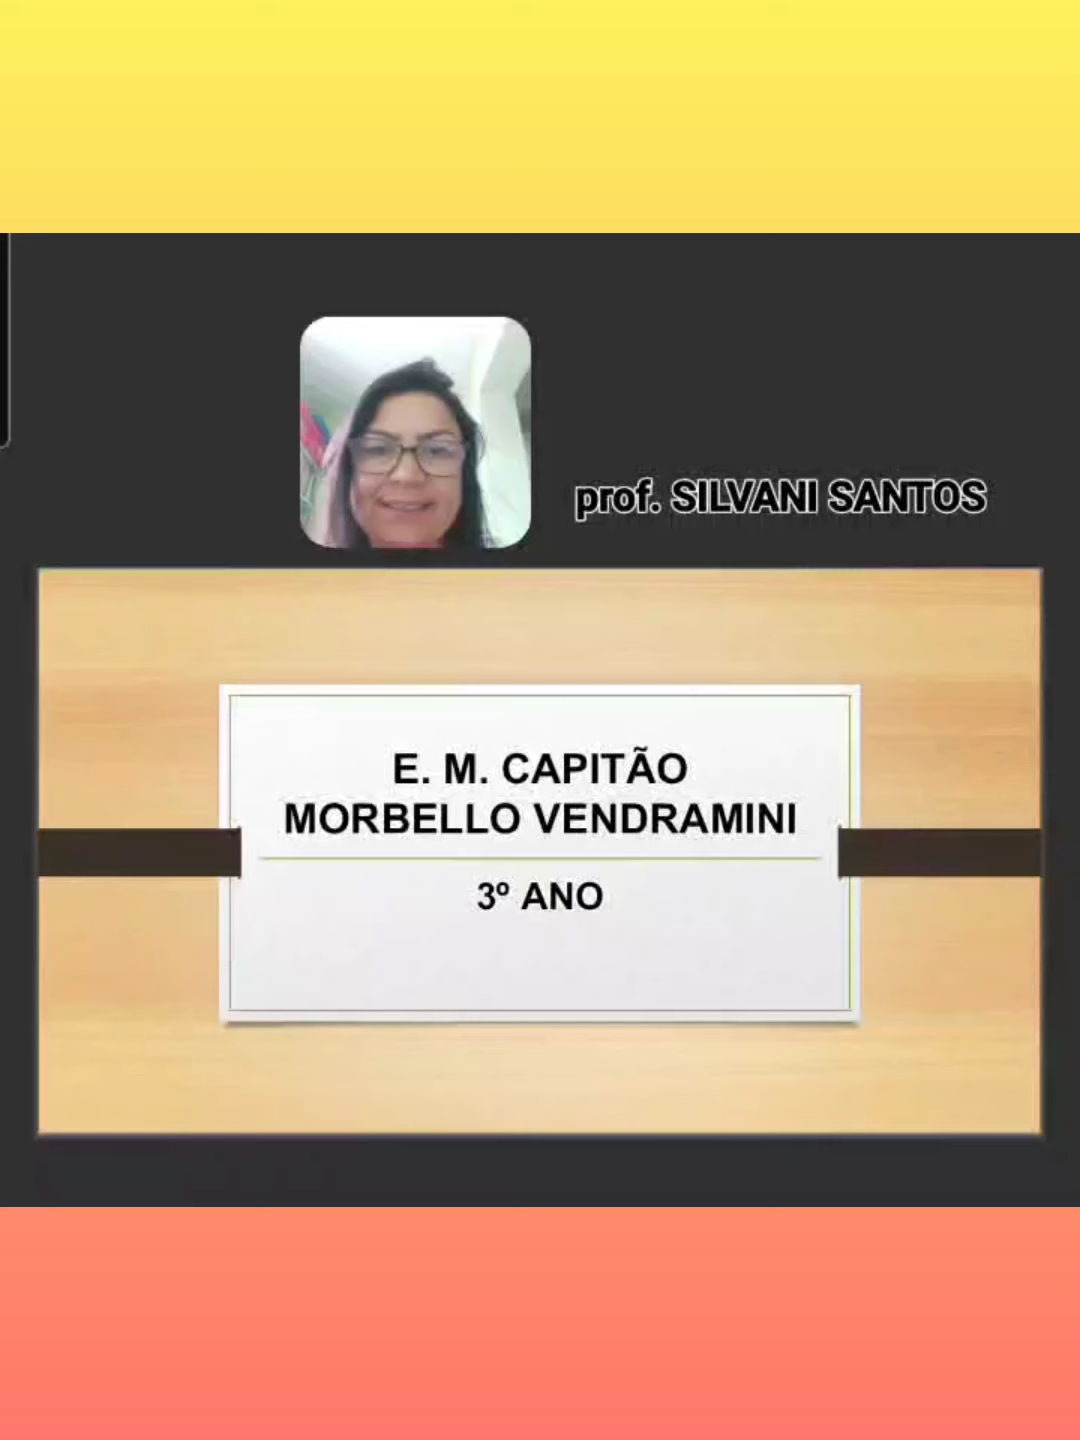 prof. SILVANI SANTOS
E. M. CAPITÃO
MORBELLO VENDRAMINI
3º ANO